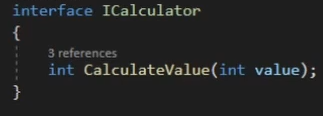 interface ICalculator
{
3 references
int CalculateValue(int value);
}